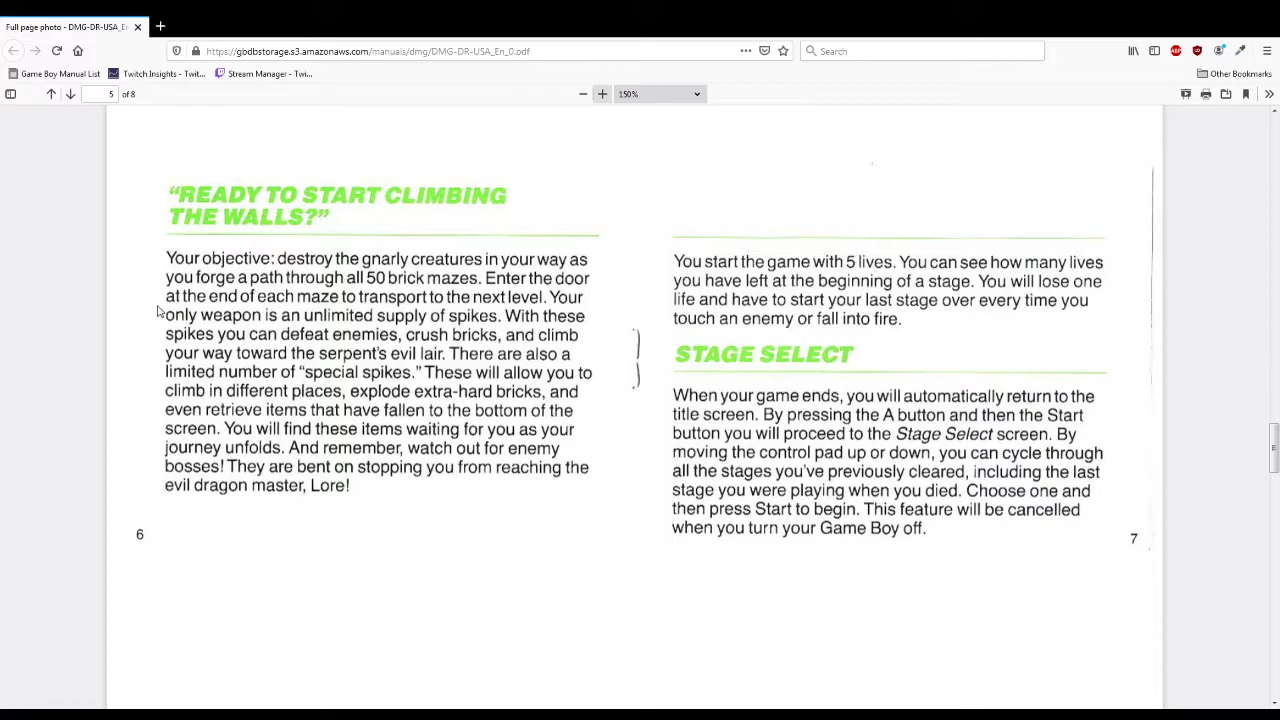 Full page photo - DMG-DR-USA_En
https://gbdbstorage.s3.amazonaws.com/manuals/dmg/DMG-DR-USA_En_0.pdf
Search
Game Boy Manual List
Twitch Insights - Twit...
Stream Manager - Twi...
Other Bookmarks
5 of 8
150%
"READY TO START CLIMBING
THE WALLS?"
Your objective: destroy the gnarly creatures in your way as
you forge a path through all 50 brick mazes. Enter the door
at the end of each maze to transport to the next level. Your
only weapon is an unlimited supply of spikes. With these
spikes you can defeat enemies, crush bricks, and climb
your way toward the serpent's evil lair. There are also a
limited number of "special spikes." These will allow you to
climb in different places, explode extra-hard bricks, and
even retrieve items that have fallen to the bottom of the
screen. You will find these items waiting for you as your
journey unfolds. And remember, watch out for enemy
bosses! They are bent on stopping you from reaching the
evil dragon master, Lore!
6
You start the game with 5 lives. You can see how many lives
you have left at the beginning of a stage. You will lose one
life and have to start your last stage over every time you
touch an enemy or fall into fire.
STAGE SELECT
When your game ends, you will automatically return to the
title screen. By pressing the A button and then the Start
button you will proceed to the Stage Select screen. By
moving the control pad up or down, you can cycle through
all the stages you've previously cleared, including the last
stage you were playing when you died. Choose one and
then press Start to begin. This feature will be cancelled
when you turn your Game Boy off.
7